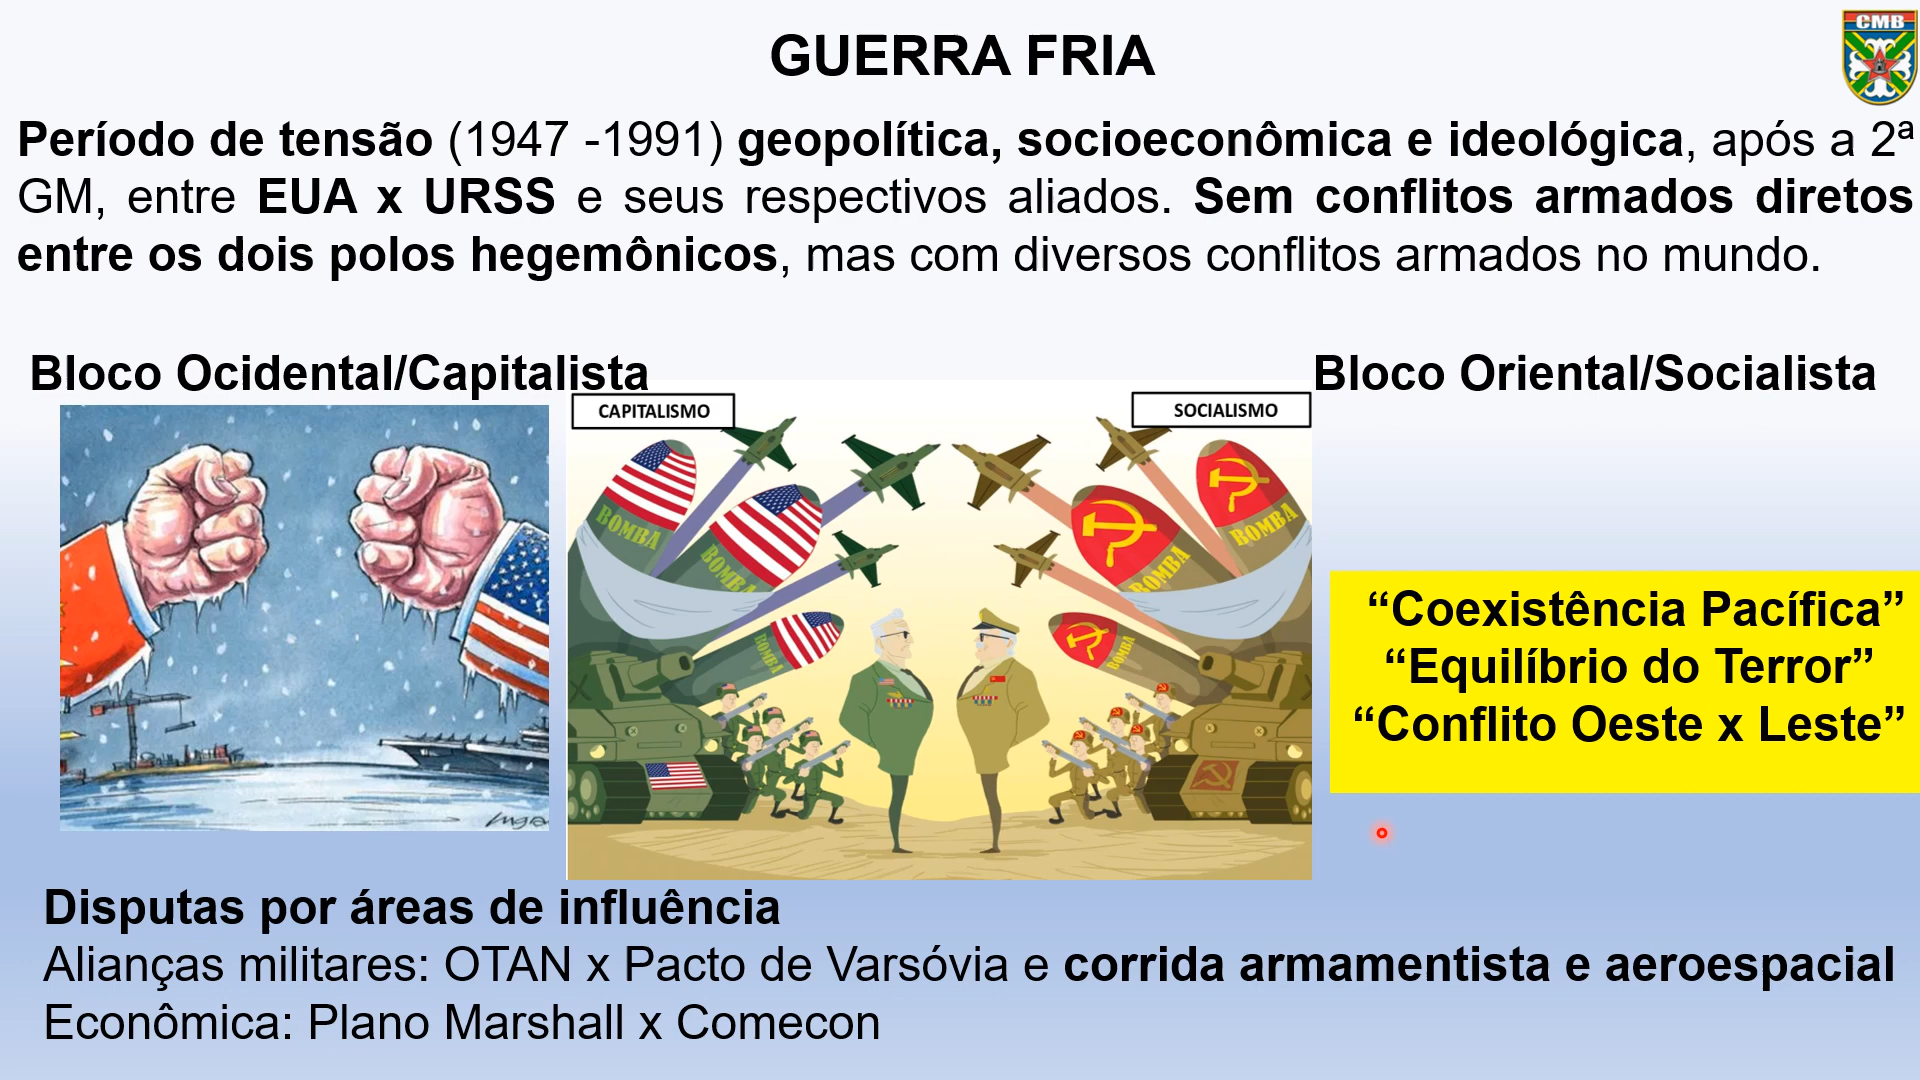 GUERRA FRIA
CMB
Período de tensão (1947 -1991) geopolítica, socioeconômica e ideológica, após a 2ª
GM, entre EUA x URSS e seus respectivos aliados. Sem conflitos armados diretos
entre os dois polos hegemônicos, mas com diversos conflitos armados no mundo.
Bloco Ocidental/Capitalista
Bloco Oriental/Socialista
CAPITALISMO
SOCIALISMO
BOMBA
BOMBA
BOMBA
BOMBA
BOMBA
BOMBA
“Coexistência Pacífica”
“Equilíbrio do Terror”
“Conflito Oeste x Leste”
Disputas por áreas de influência
Alianças militares: OTAN x Pacto de Varsóvia e corrida armamentista e aeroespacial
Econômica: Plano Marshall x Comecon